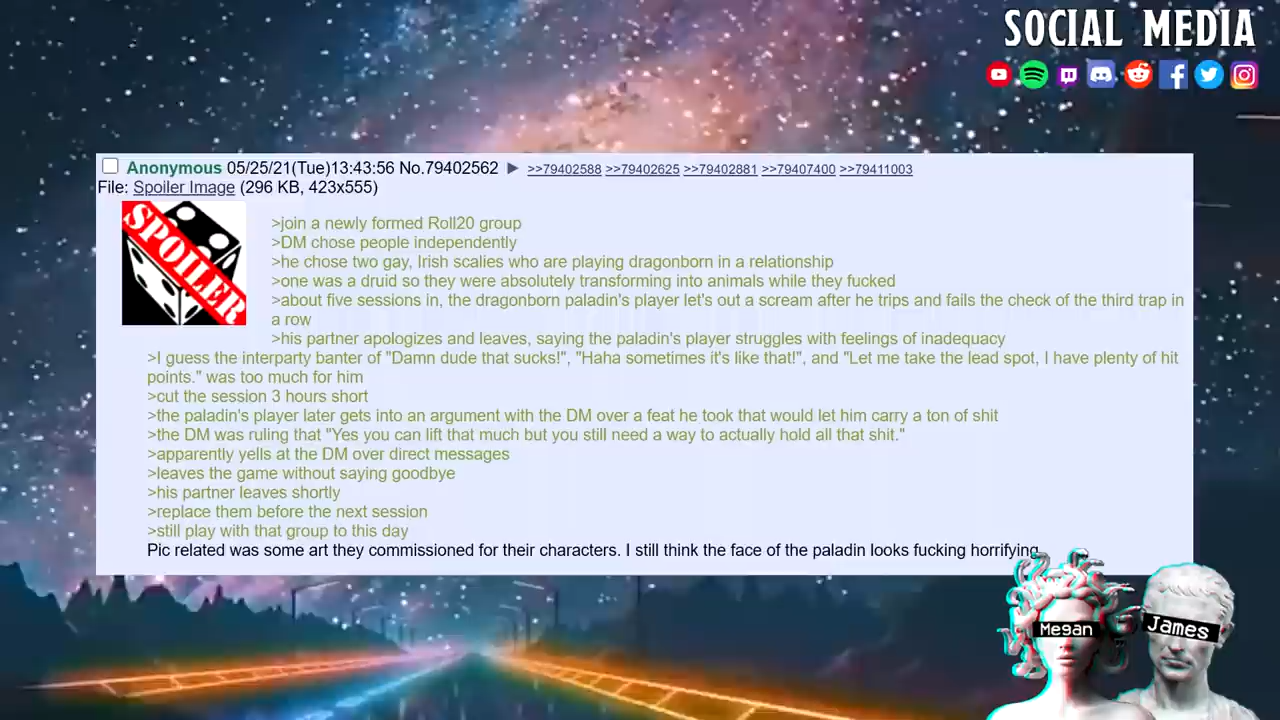 SOCIAL MEDIA
Anonymous 05/25/21(Tue)13:43:56 No.79402562 ▶ >>79402588 >>79402625 >>79402881 >>79407400 >>79411003
File: Spoiler Image (296 KB, 423x555)
SPOILER
>join a newly formed Roll20 group
>DM chose people independently
>he chose two gay, Irish scalies who are playing dragonborn in a relationship
>one was a druid so they were absolutely transforming into animals while they fucked
>about five sessions in, the dragonborn paladin's player let's out a scream after he trips and fails the check of the third trap in
a row
>his partner apologizes and leaves, saying the paladin's player struggles with feelings of inadequacy
>I guess the interparty banter of "Damn dude that sucks!", "Haha sometimes it's like that!", and "Let me take the lead spot, I have plenty of hit
points." was too much for him
>cut the session 3 hours short
>the paladin's player later gets into an argument with the DM over a feat he took that would let him carry a ton of shit
>the DM was ruling that "Yes you can lift that much but you still need a way to actually hold all that shit."
>apparently yells at the DM over direct messages
>leaves the game without saying goodbye
>his partner leaves shortly
>replace them before the next session
>still play with that group to this day
Pic related was some art they commissioned for their characters. I still think the face of the paladin looks fucking horrifying.
Megan
James